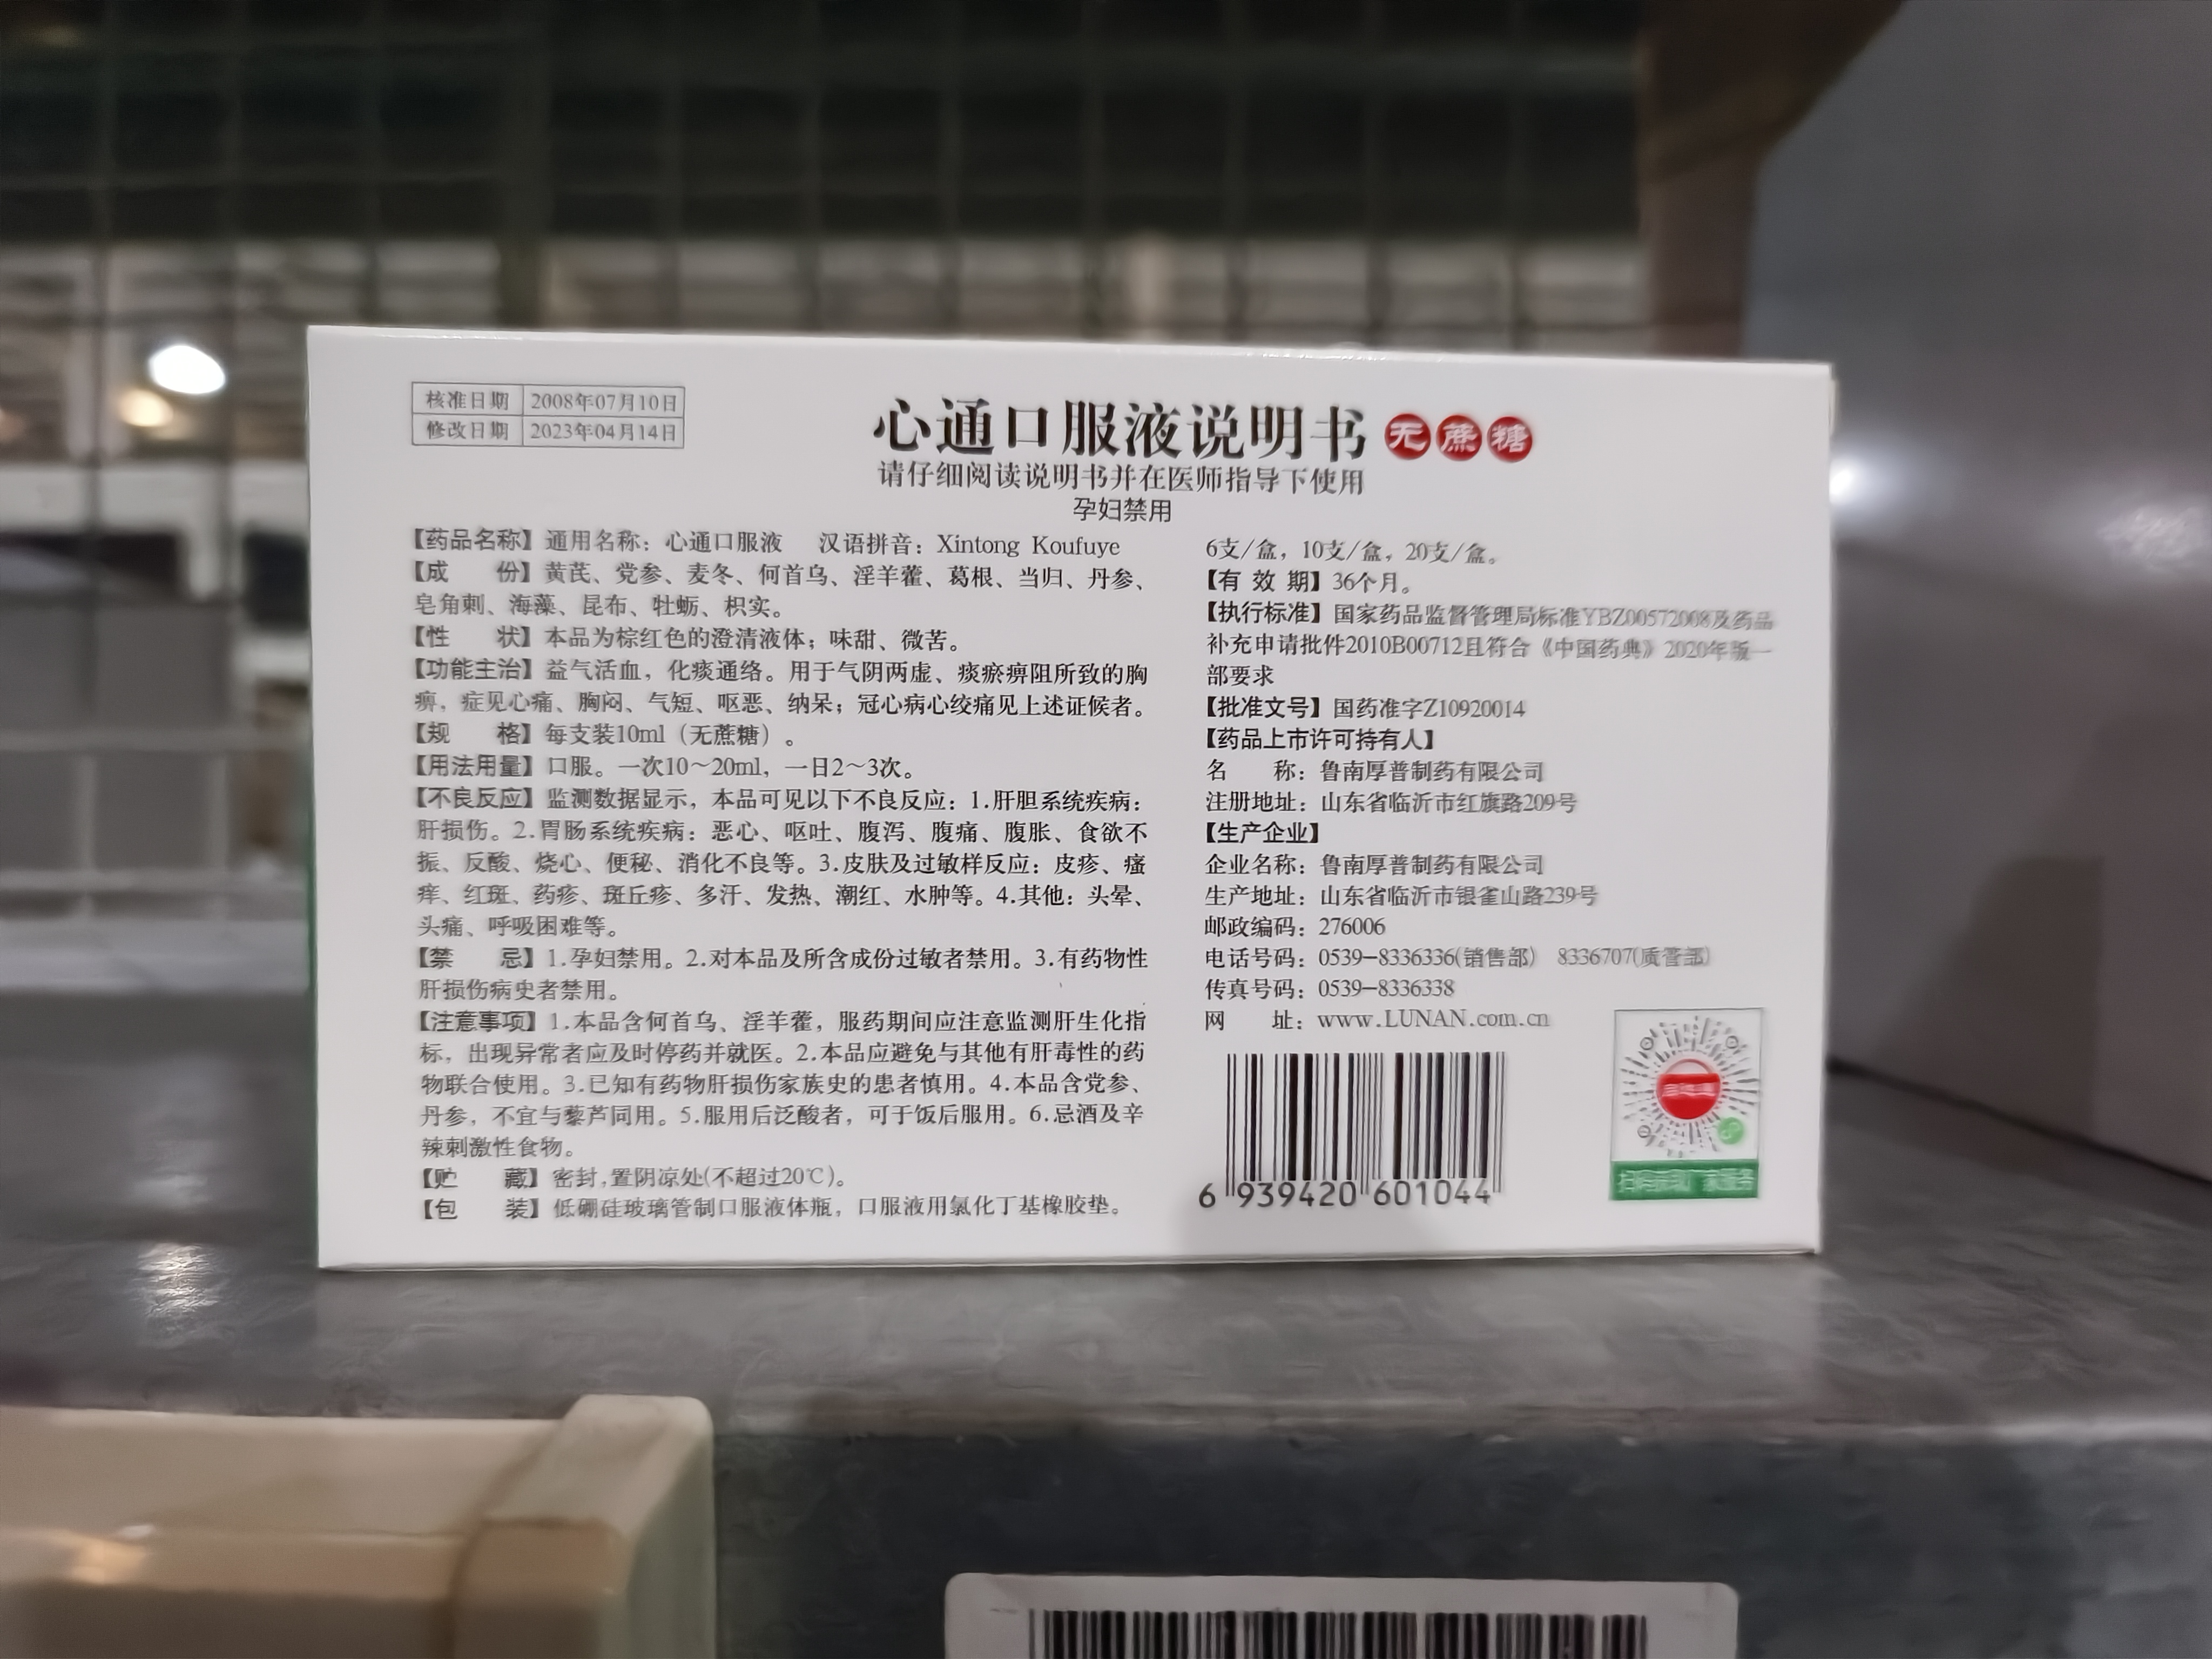 核准日期 2008年07月10日
修改日期 2023年04月14日
心通口服液说明书 无蔗糖
请仔细阅读说明书并在医师指导下使用
孕妇禁用
【药品名称】通用名称：心通口服液 汉语拼音：Xintong Koufuye
【成 份】黄芪、党参、麦冬、何首乌、淫羊藿、葛根、当归、丹参、
皂角刺、海藻、昆布、牡蛎、枳实。
【性 状】本品为棕红色的澄清液体；味甜、微苦。
【功能主治】益气活血，化痰通络。用于气阴两虚、痰瘀痹阻所致的胸
痹，症见心痛、胸闷、气短、呕恶、纳呆；冠心病心绞痛见上述证候者。
【规 格】每支装10ml（无蔗糖）。
【用法用量】口服。一次10～20ml，一日2～3次。
【不良反应】监测数据显示，本品可见以下不良反应：1.肝胆系统疾病：
肝损伤。2.胃肠系统疾病：恶心、呕吐、腹泻、腹痛、腹胀、食欲不
振、反酸、烧心、便秘、消化不良等。3.皮肤及过敏样反应：皮疹、瘙
痒、红斑、药疹、斑丘疹、多汗、发热、潮红、水肿等。4.其他：头晕、
头痛、呼吸困难等。
【禁 忌】1.孕妇禁用。2.对本品及所含成份过敏者禁用。3.有药物性
肝损伤病史者禁用。
【注意事项】1.本品含何首乌、淫羊藿，服药期间应注意监测肝生化指
标，出现异常者应及时停药并就医。2.本品应避免与其他有肝毒性的药
物联合使用。3.已知有药物肝损伤家族史的患者慎用。4.本品含党参、
丹参，不宜与藜芦同用。5.服用后泛酸者，可于饭后服用。6.忌酒及辛
辣刺激性食物。
【贮 藏】密封,置阴凉处(不超过20℃)。
【包 装】低硼硅玻璃管制口服液体瓶，口服液用氯化丁基橡胶垫。
6支/盒，10支/盒，20支/盒。
【有 效 期】36个月。
【执行标准】国家药品监督管理局标准YBZ00572008及药品
补充申请批件2010B00712且符合《中国药典》2020年版一
部要求
【批准文号】国药准字Z10920014
【药品上市许可持有人】
名 称：鲁南厚普制药有限公司
注册地址：山东省临沂市红旗路209号
【生产企业】
企业名称：鲁南厚普制药有限公司
生产地址：山东省临沂市银雀山路239号
邮政编码：276006
电话号码：0539-8336336(销售部) 8336707(质管部)
传真号码：0539-8336338
网 址：www.LUNAN.com.cn
6 939420 601044